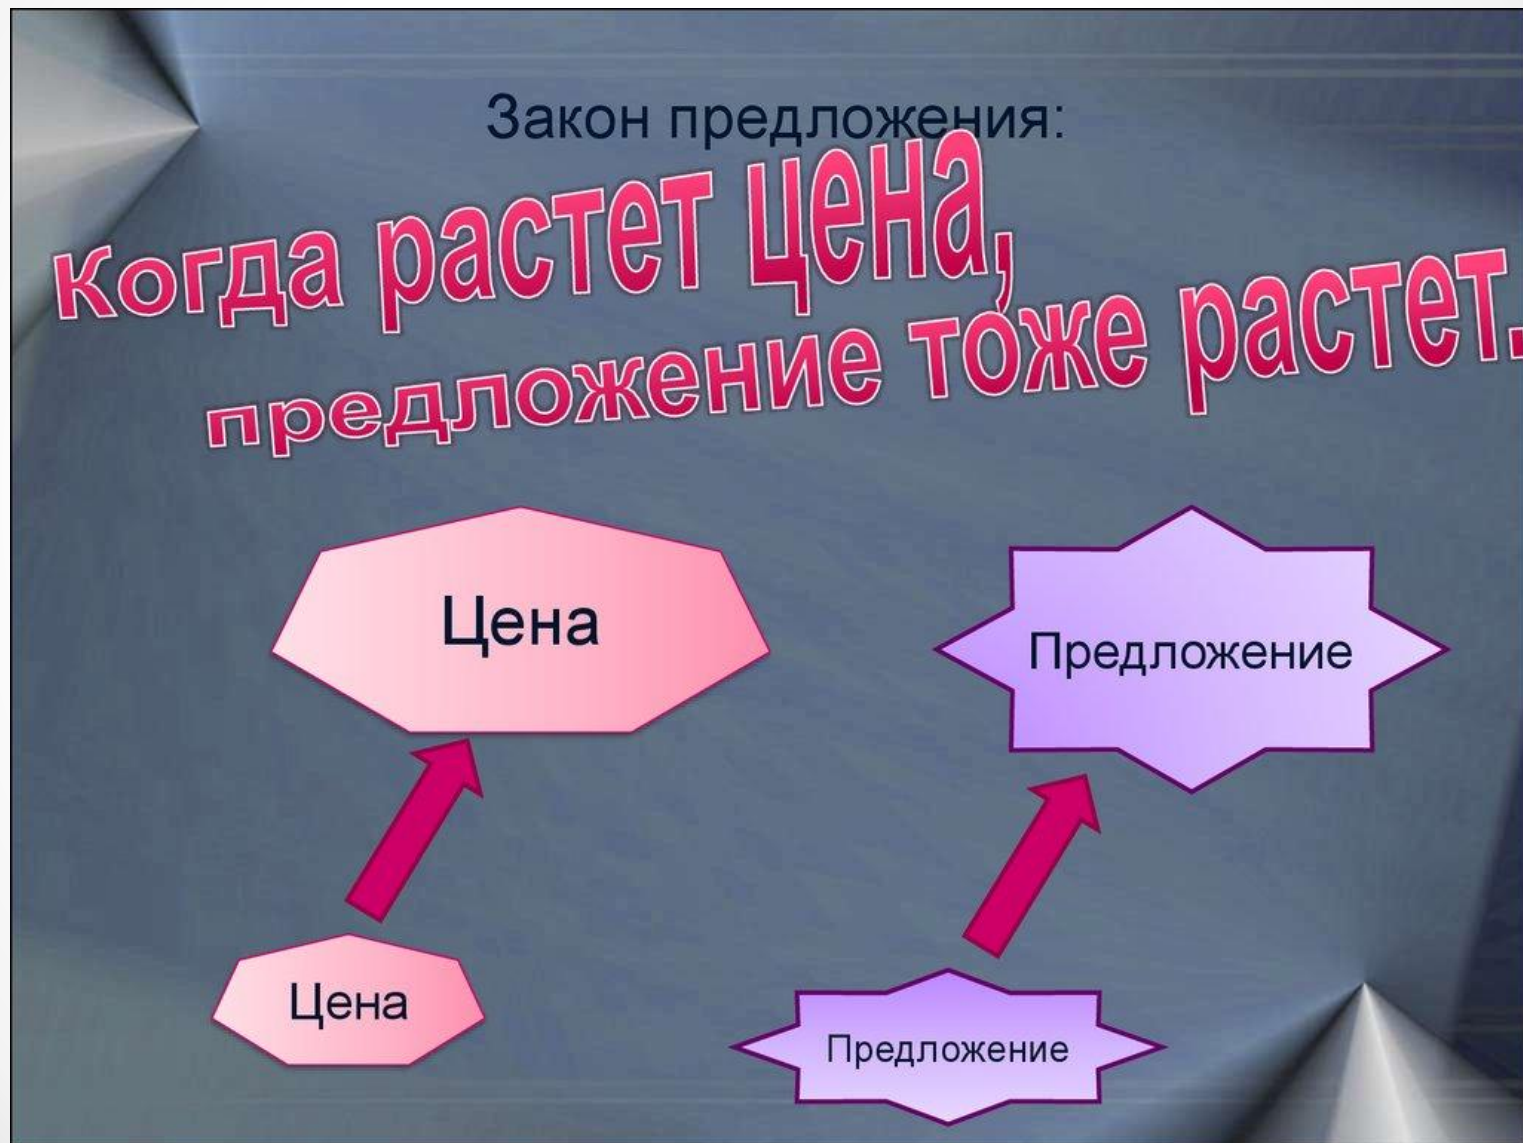 Закон предложения:
Когда растет цена,
предложение тоже растет.
Цена
Предложение
Цена
Предложение